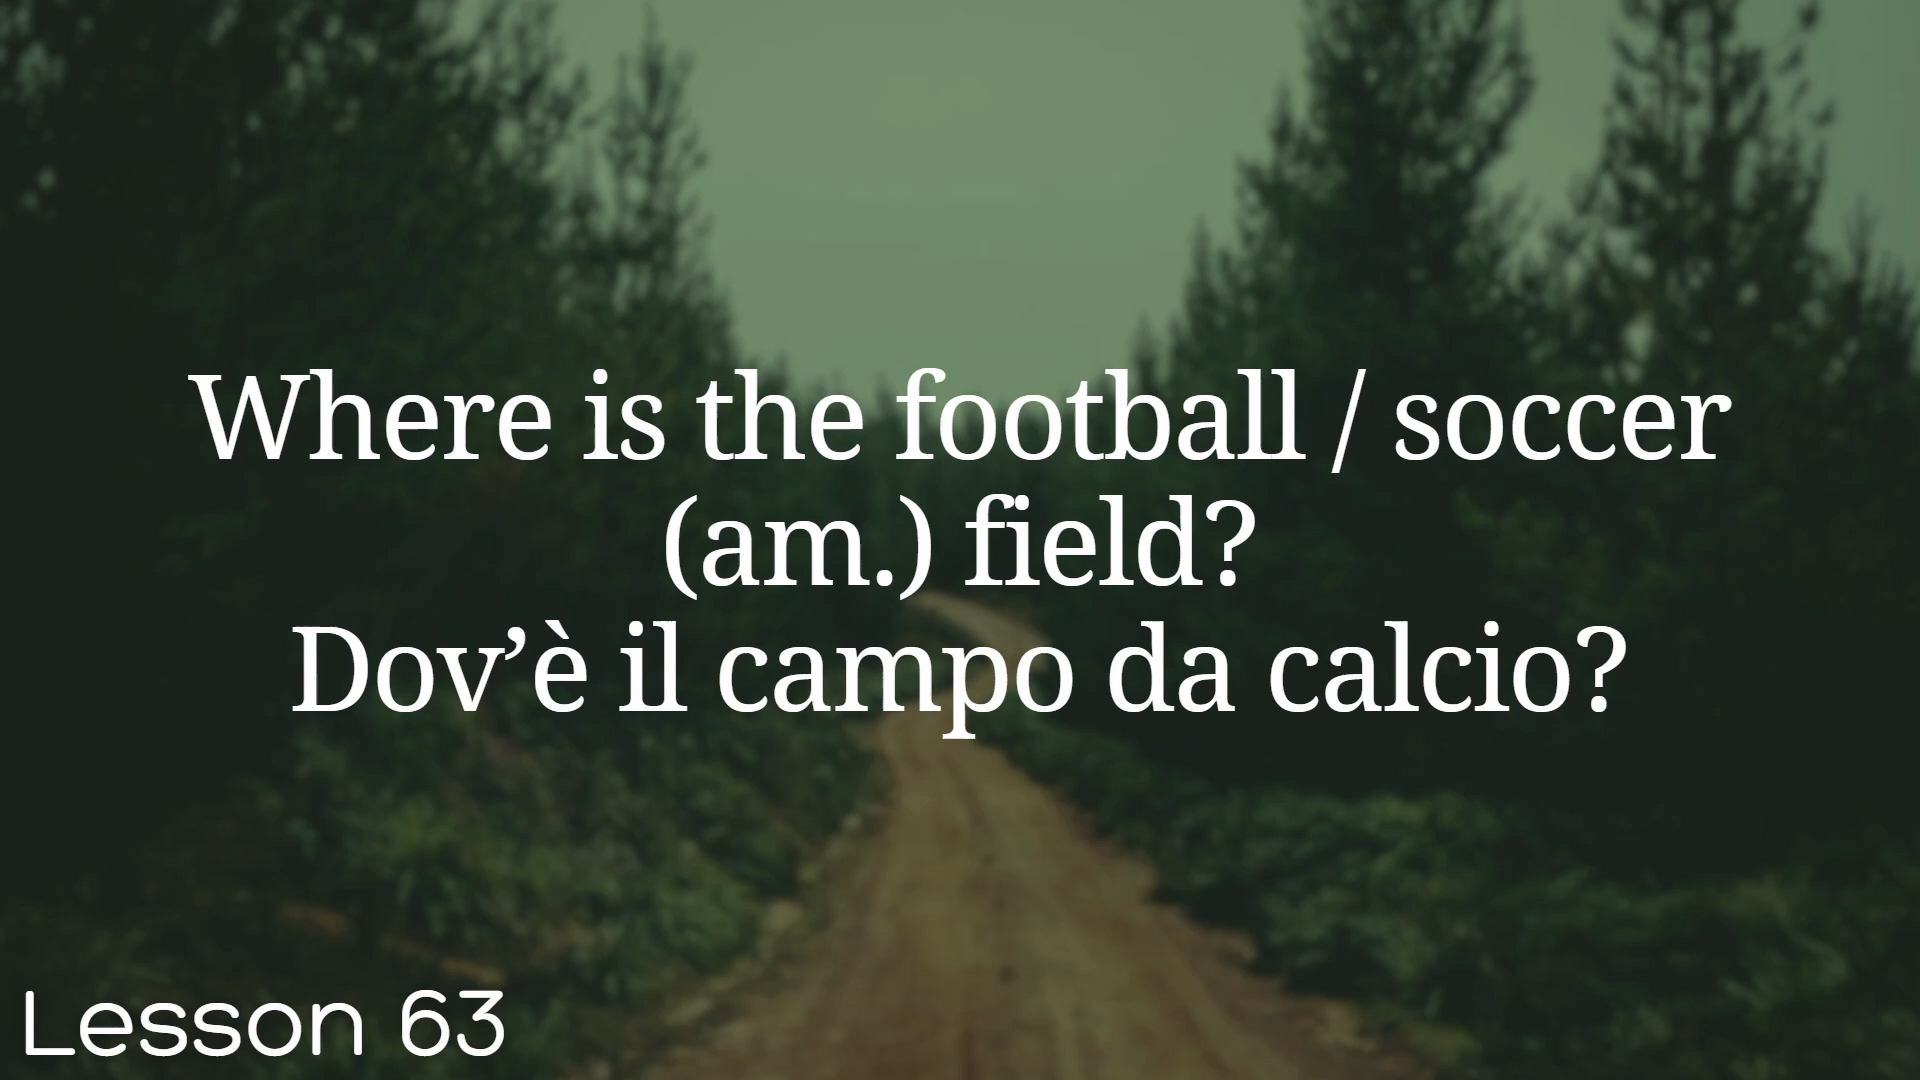 Where is the football / soccer
(am.) field?
Dov’è il campo da calcio?
Lesson 63